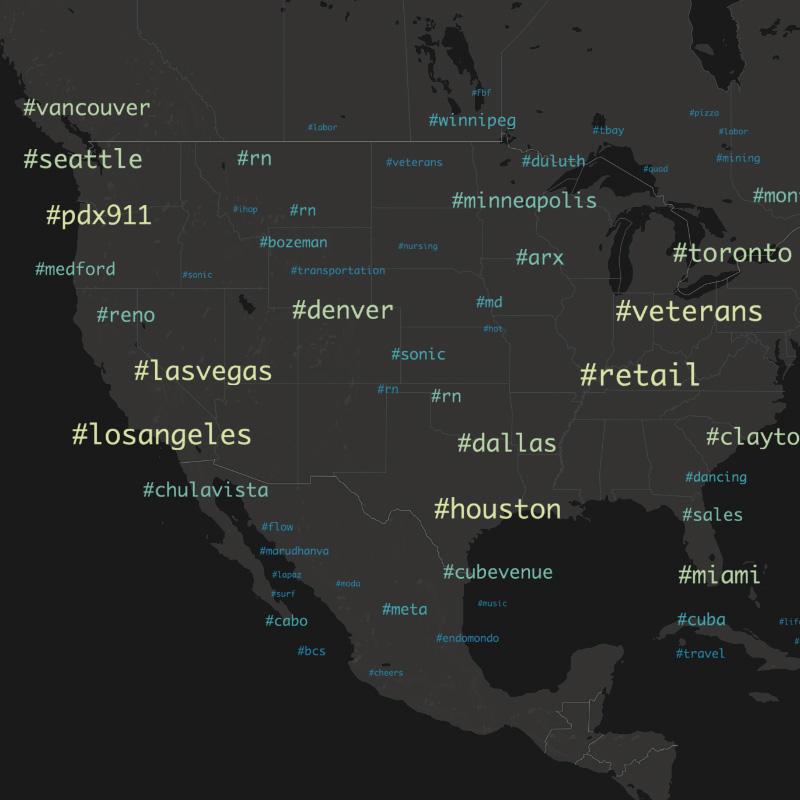 #fbf
#vancouver
#pizza
#winnipeg
#labor
#tbay
#labor
#seattle
#rn
#veterans
#duluth
#mining
#quad
#mon
#minneapolis
#ihop
#rn
#pdx911
#bozeman
#nursing
#toronto
#arx
#medford
#transportation
#sonic
#md
#denver
#veterans
#reno
#hot
#sonic
#lasvegas
#retail
#rn
#rn
#losangeles
#clayto
#dallas
#dancing
#chulavista
#houston
#sales
#flow
#marudhanva
#cubevenue
#lapaz
#miami
#moda
#surf
#music
#meta
#cabo
#cuba
#lif
#endomondo
#bcs
#travel
#cheers